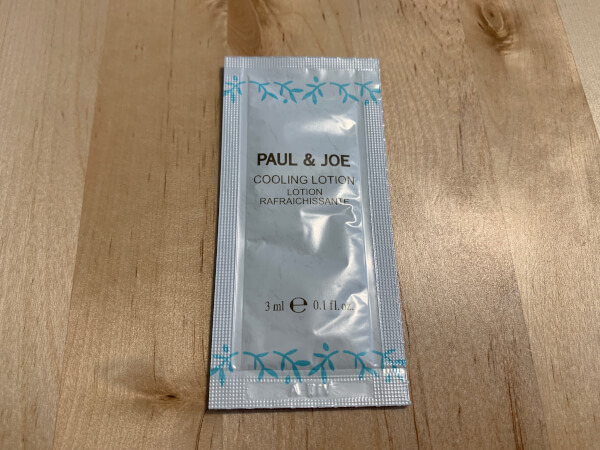 PAUL & JOE
COOLING LOTION
LOTION
RAFRAICHISSANTE
3 ml ℮ 0.1 fl. oz.